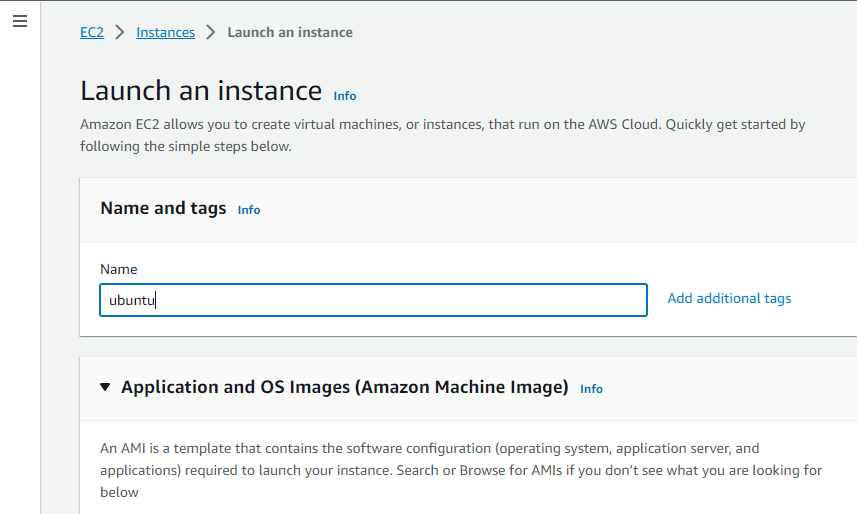 EC2 > Instances > Launch an instance
Launch an instance Info
Amazon EC2 allows you to create virtual machines, or instances, that run on the AWS Cloud. Quickly get started by
following the simple steps below.
Name and tags Info
Name
ubuntu
Add additional tags
Application and OS Images (Amazon Machine Image) Info
An AMI is a template that contains the software configuration (operating system, application server, and
applications) required to launch your instance. Search or Browse for AMIs if you don't see what you are looking for
below